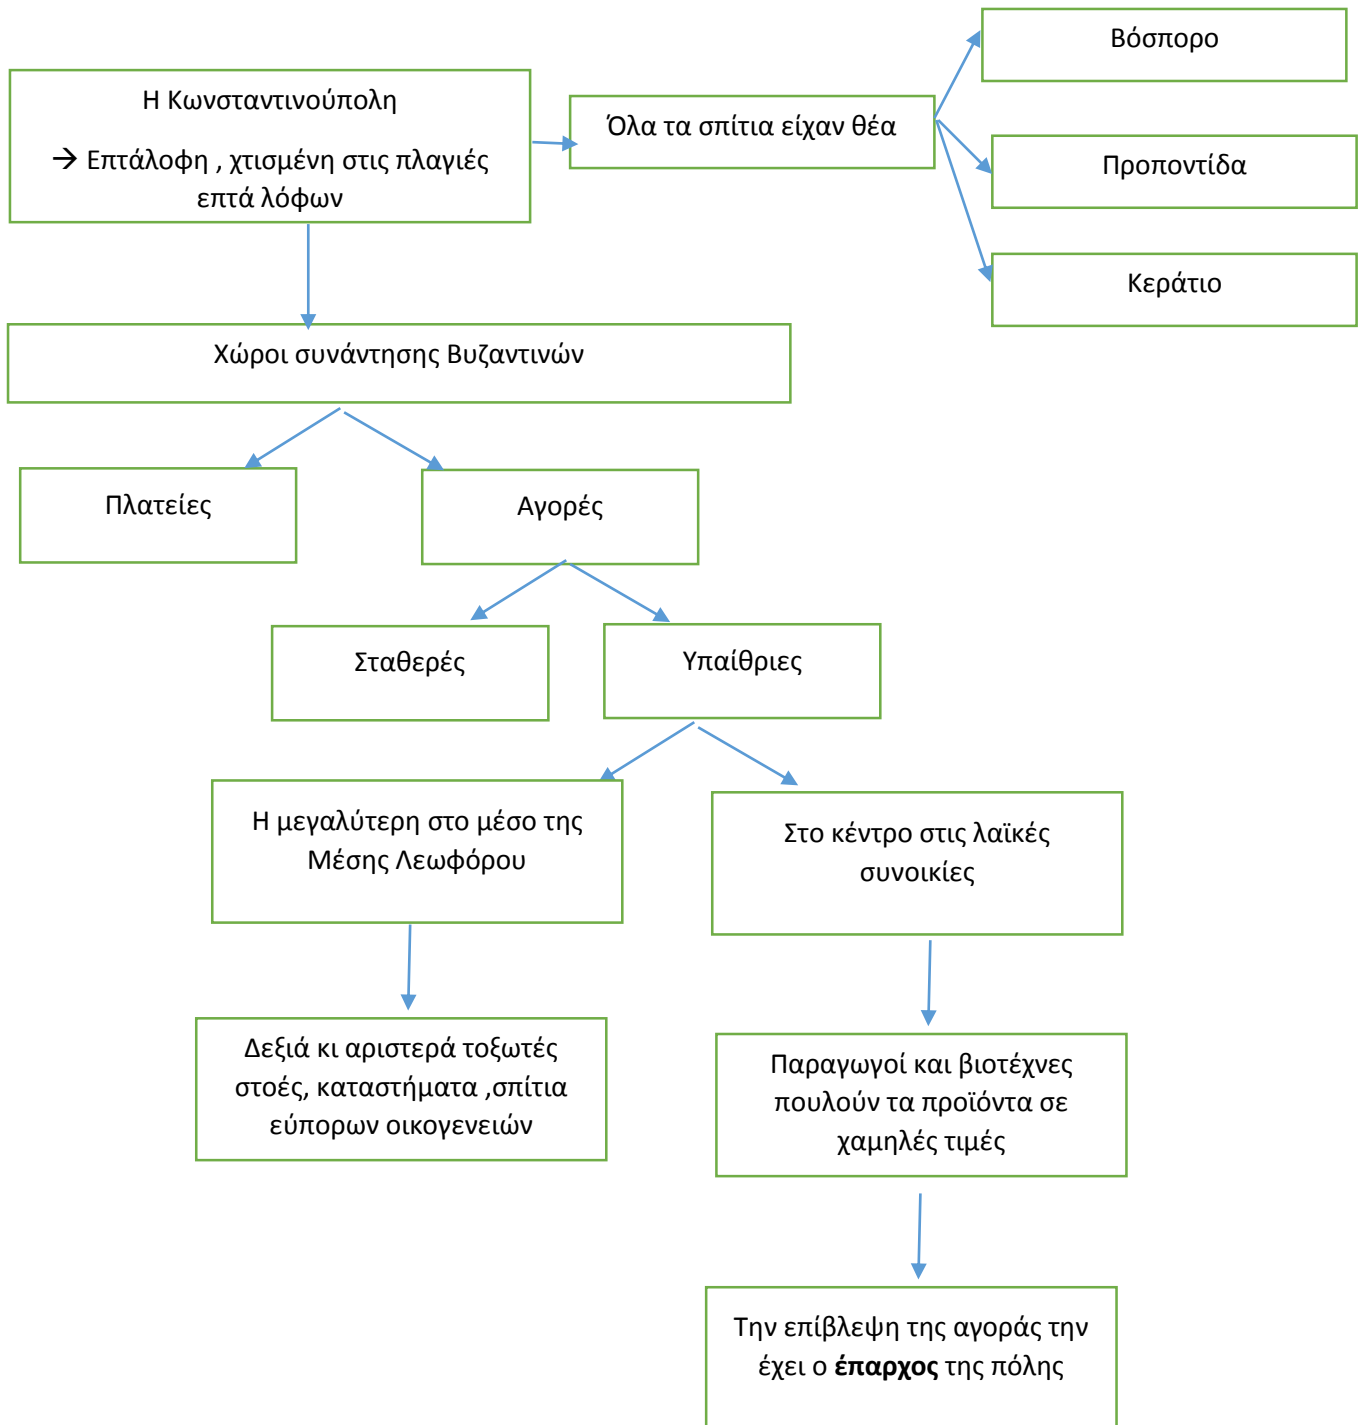 Βόσπορο
Η Κωνσταντινούπολη
→ Επτάλοφη , χτισμένη στις πλαγιές
επτά λόφων
Όλα τα σπίτια είχαν θέα
Προποντίδα
Κεράτιο
Χώροι συνάντησης Βυζαντινών
Πλατείες
Αγορές
Σταθερές
Υπαίθριες
Η μεγαλύτερη στο μέσο της
Μέσης Λεωφόρου
Στο κέντρο στις λαϊκές
συνοικίες
Δεξιά κι αριστερά τοξωτές
στοές, καταστήματα ,σπίτια
εύπορων οικογενειών
Παραγωγοί και βιοτέχνες
πουλούν τα προϊόντα σε
χαμηλές τιμές
Την επίβλεψη της αγοράς την
έχει ο έπαρχος της πόλης